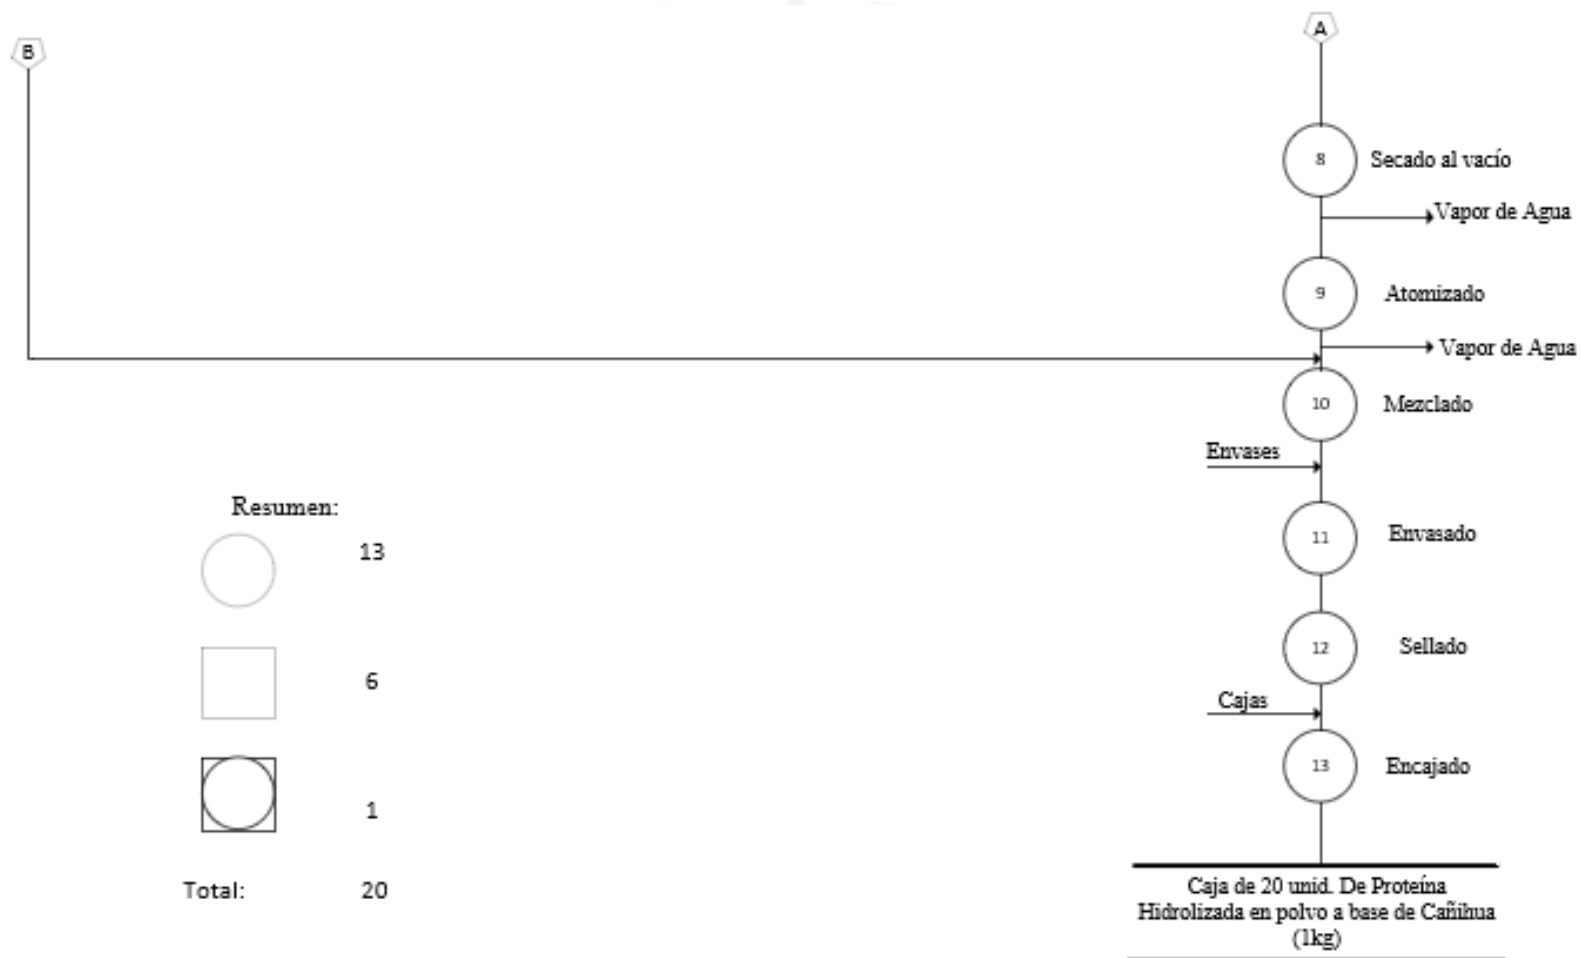 B
A
8
Secado al vacío
Vapor de Agua
9
Atomizado
Vapor de Agua
10
Mezclado
Envases
11
Envasado
12
Sellado
Cajas
13
Encajado
Caja de 20 unid. De Proteína
Hidrolizada en polvo a base de Cañihua
(1kg)
Resumen:
13
6
1
Total: 20